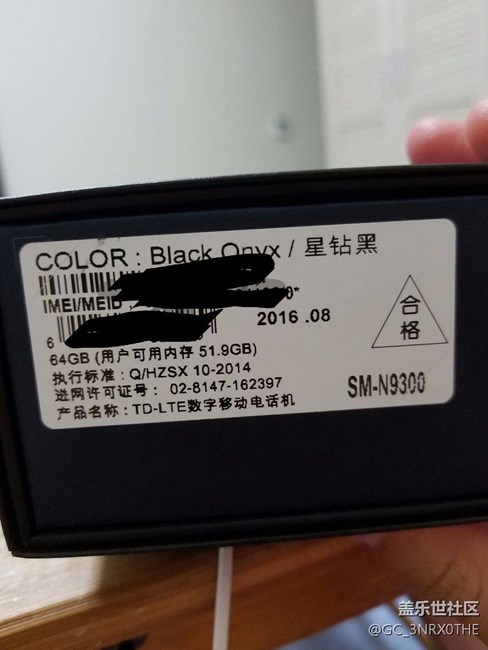 COLOR : Black Onyx / 星钻黑
IMEI/MEID
0*
2016 .08
6
合
格
64GB (用户可用内存 51.9GB)
执行标准 : Q/HZSX 10-2014
进网许可证号： 02-8147-162397
SM-N9300
产品名称 : TD-LTE数字移动电话机
盖乐世社区
@GC_3NRX0THE